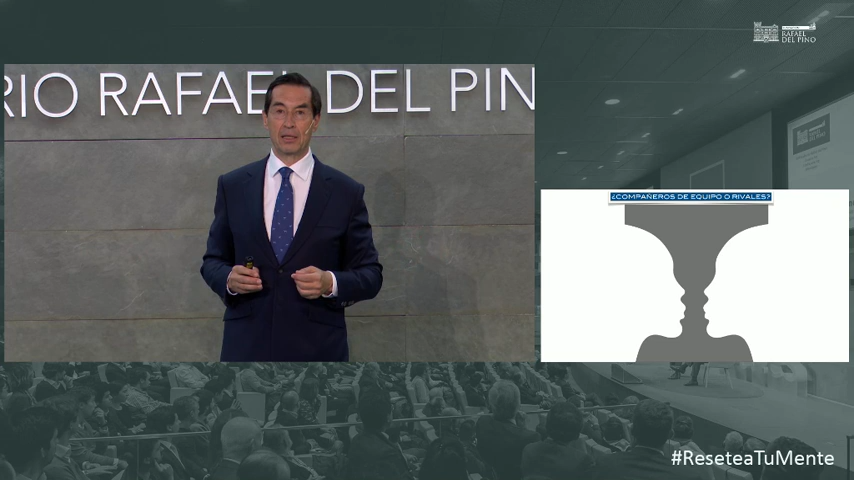 RAFAEL
DEL PINO
RIO RAFAEL DEL PIN
¿COMPAÑEROS DE EQUIPO O RIVALES?
#ReseteaTuMente